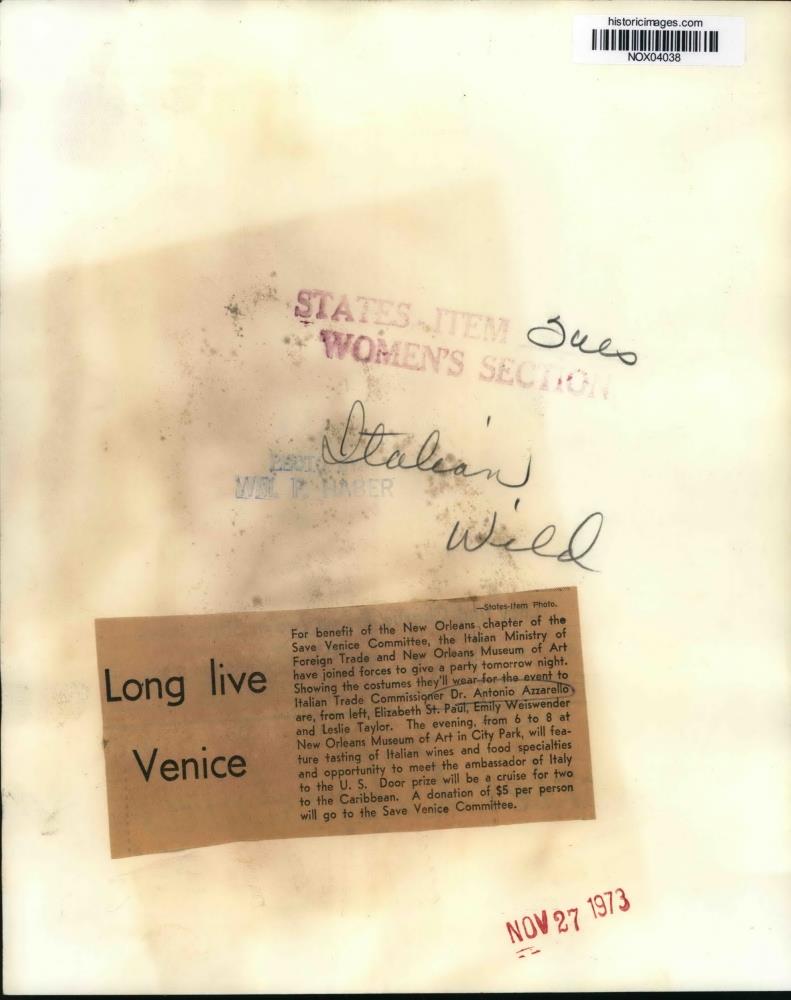 historicimages.com
NOX04038
STATES-ITEM Tues
WOMEN'S SECTION
Italian
WM. F. HABER
Wild
—States-Item Photo.
Long live
Venice
For benefit of the New Orleans chapter of the
Save Venice Committee, the Italian Ministry of
Foreign Trade and New Orleans Museum of Art
have joined forces to give a party tomorrow night.
Showing the costumes they'll wear for the event to
Italian Trade Commissioner Dr. Antonio Azzarello
are, from left, Elizabeth St. Paul, Emily Weiswender
and Leslie Taylor. The evening, from 6 to 8 at
New Orleans Museum of Art in City Park, will fea-
ture tasting of Italian wines and food specialties
and opportunity to meet the ambassador of Italy
to the U. S. Door prize will be a cruise for two
to the Caribbean. A donation of $5 per person
will go to the Save Venice Committee.
NOV 27 1973